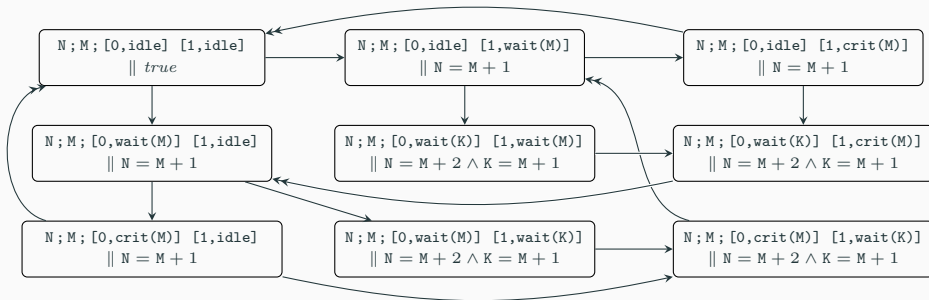 N ; M ; [0,idle] [1,idle]
∥ true
N ; M ; [0,idle] [1,wait(M)]
∥ N = M + 1
N ; M ; [0,idle] [1,crit(M)]
∥ N = M + 1
N ; M ; [0,wait(M)] [1,idle]
∥ N = M + 1
N ; M ; [0,wait(K)] [1,wait(M)]
∥ N = M + 2 ∧ K = M + 1
N ; M ; [0,wait(K)] [1,crit(M)]
∥ N = M + 2 ∧ K = M + 1
N ; M ; [0,crit(M)] [1,idle]
∥ N = M + 1
N ; M ; [0,wait(M)] [1,wait(K)]
∥ N = M + 2 ∧ K = M + 1
N ; M ; [0,crit(M)] [1,wait(K)]
∥ N = M + 2 ∧ K = M + 1